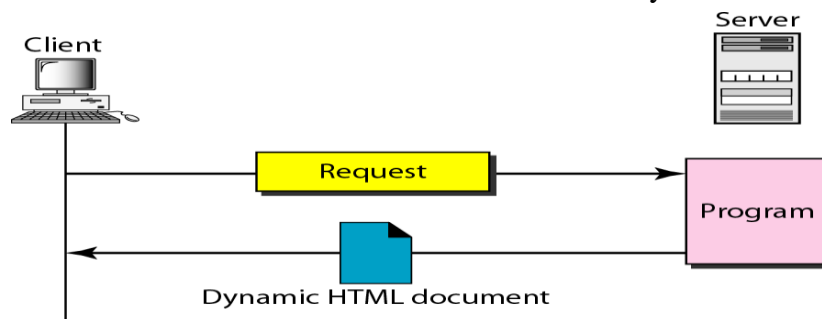 Server
Client
Request
Program
Dynamic HTML document